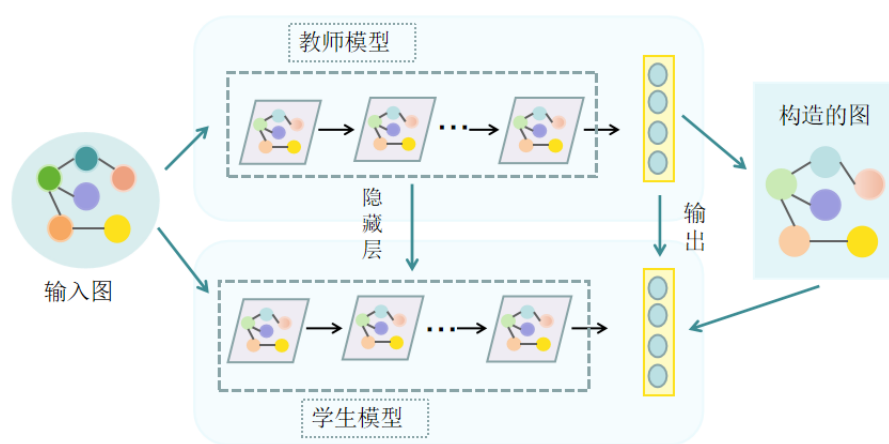 教师模型
构造的图
隐藏层
输出
输入图
学生模型